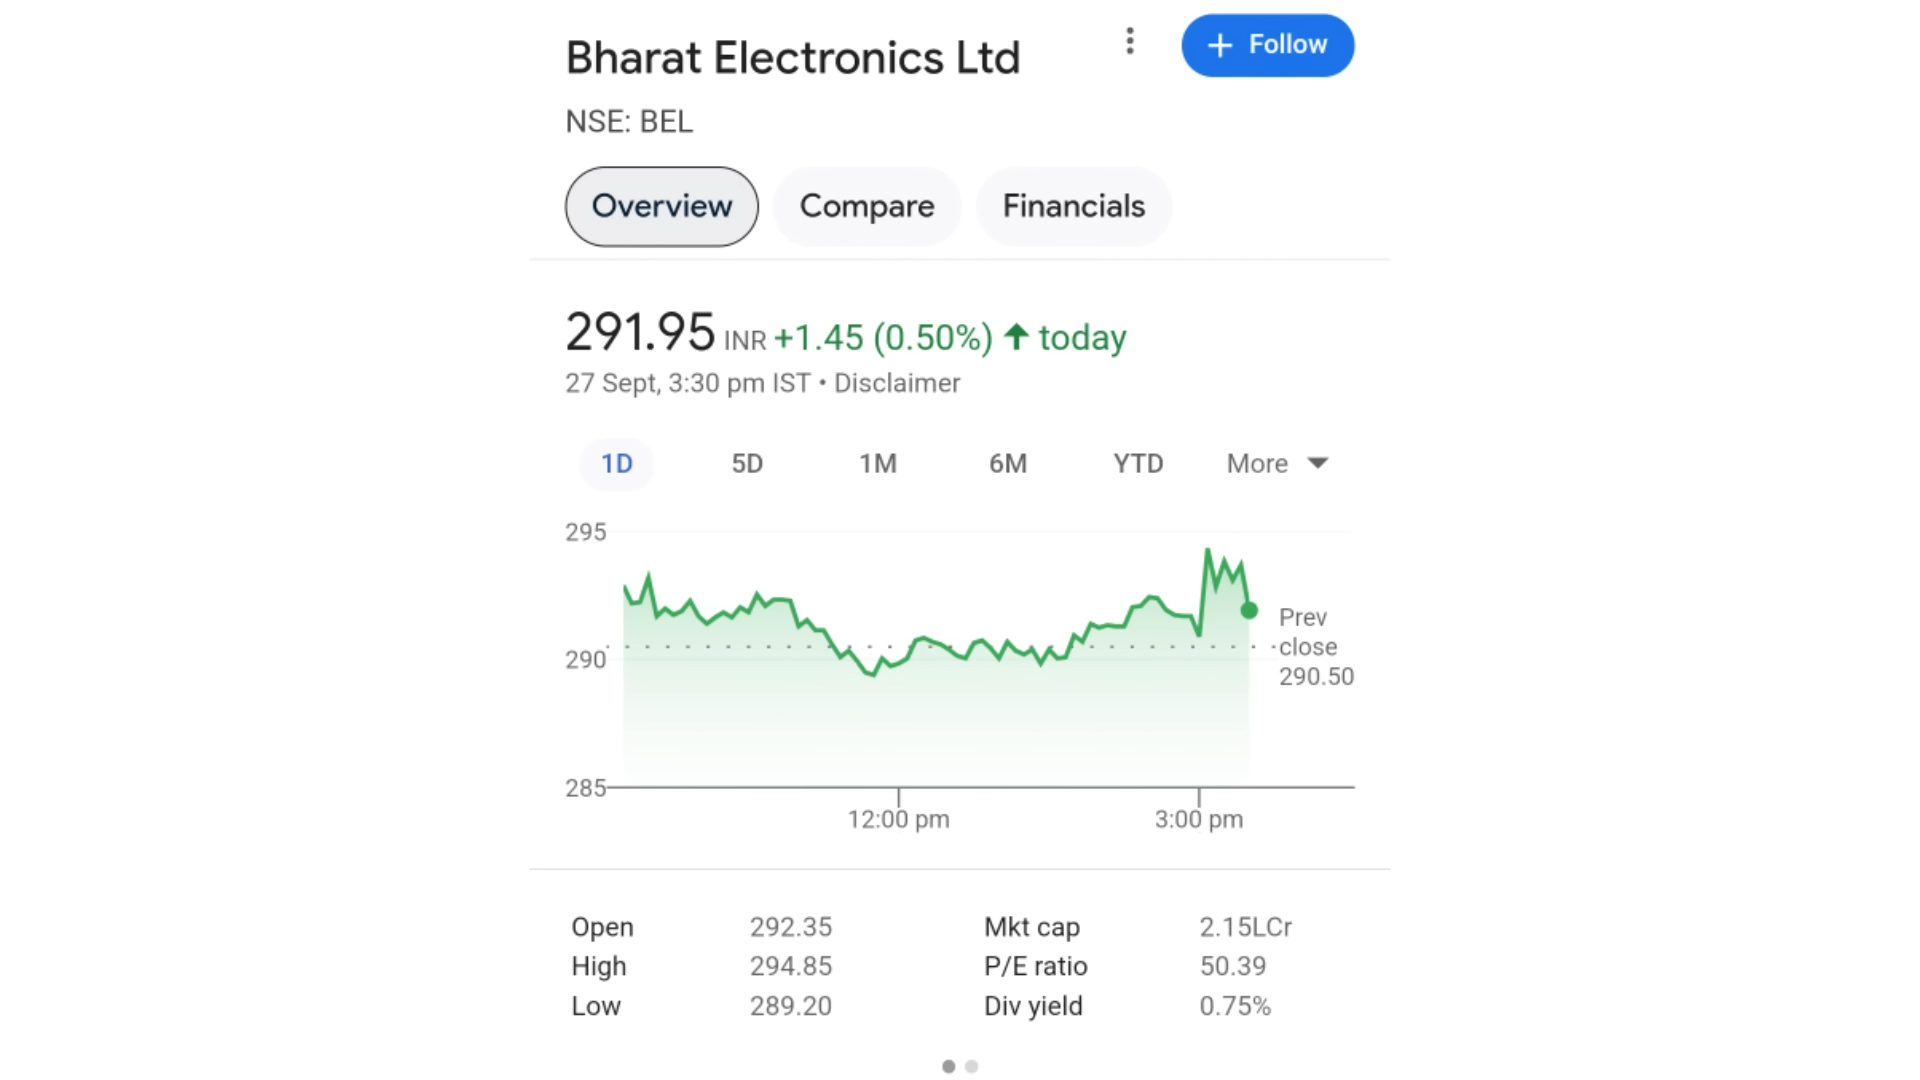 Bharat Electronics Ltd
+ Follow
NSE: BEL
Overview Compare Financials
291.95 INR +1.45 (0.50%) ↑ today
27 Sept, 3:30 pm IST • Disclaimer
1D 5D 1M 6M YTD More
295
290
285
Prev
close
290.50
12:00 pm 3:00 pm
Open 292.35 Mkt cap 2.15LCr
High 294.85 P/E ratio 50.39
Low 289.20 Div yield 0.75%